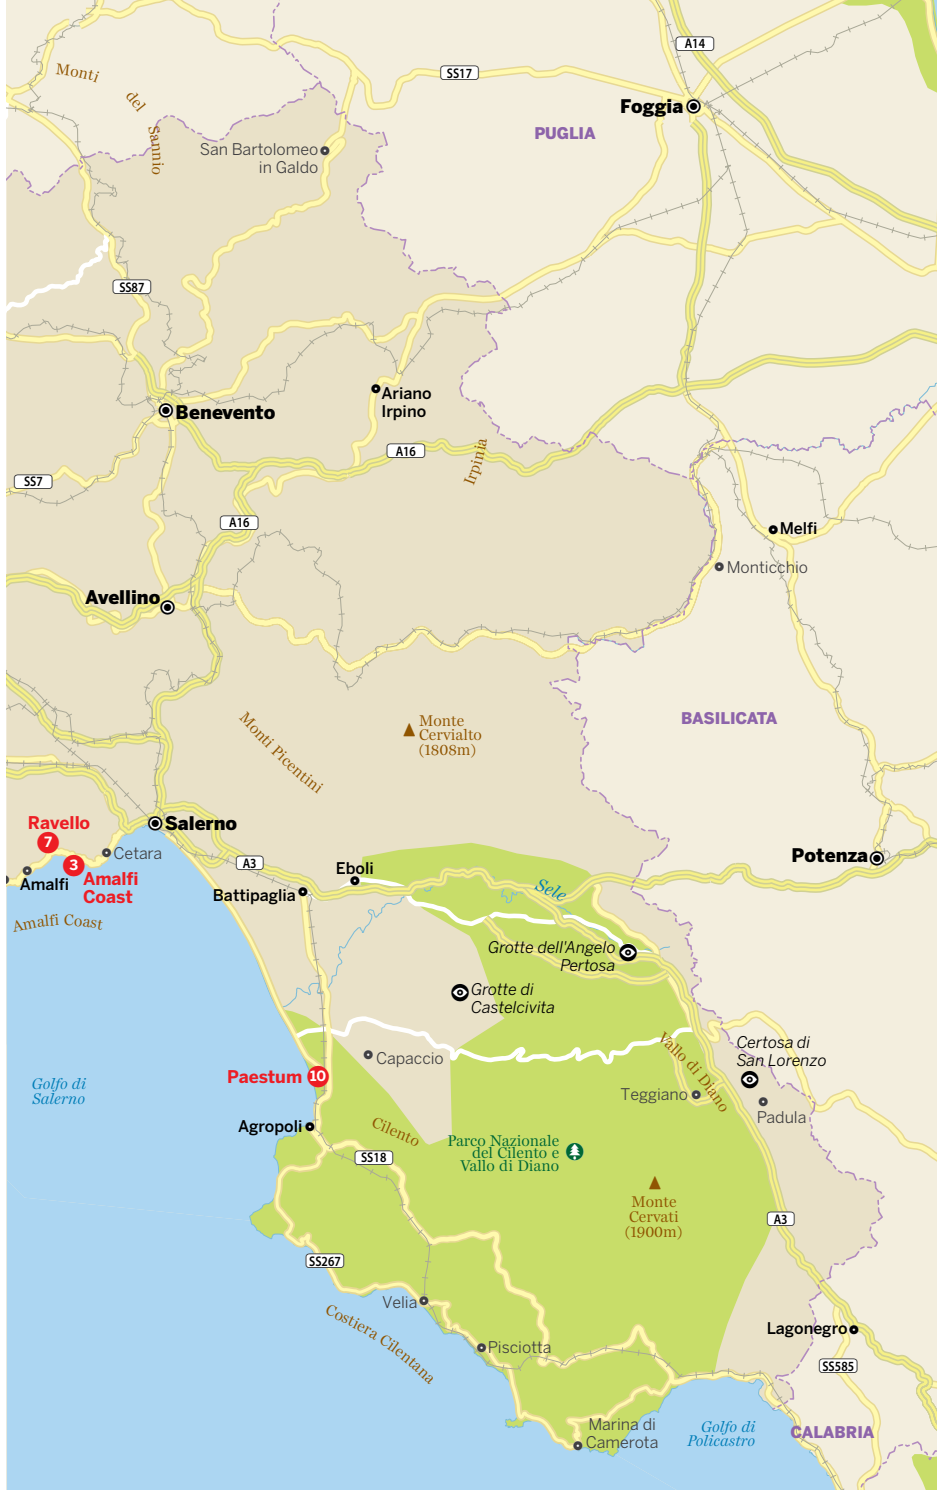 A14
Monti
SS17
del
Foggia
PUGLIA
Sannio
San Bartolomeo
in Galdo
SS87
Ariano
Irpino
Benevento
A16
Irpinia
SS7
A16
Melfi
Monticchio
Avellino
BASILICATA
Monti Picentini
Monte
Cervialto
(1808m)
Ravello
7
Salerno
3
Cetara
Amalfi
Amalfi
Coast
A3
Eboli
Potenza
Battipaglia
Sele
Amalfi Coast
Grotte dell'Angelo
Pertosa
Grotte di
Castelcivita
Certosa di
San Lorenzo
Capaccio
Vallo di Diano
Paestum
10
Golfo di
Salerno
Teggiano
Padula
Agropoli
Cilento
Parco Nazionale
del Cilento e
Vallo di Diano
SS18
Monte
Cervati
(1900m)
A3
SS267
Velia
Costiera Cilentana
Lagonegro
Pisciotta
SS585
Marina di
Camerota
Golfo di
Policastro
CALABRIA